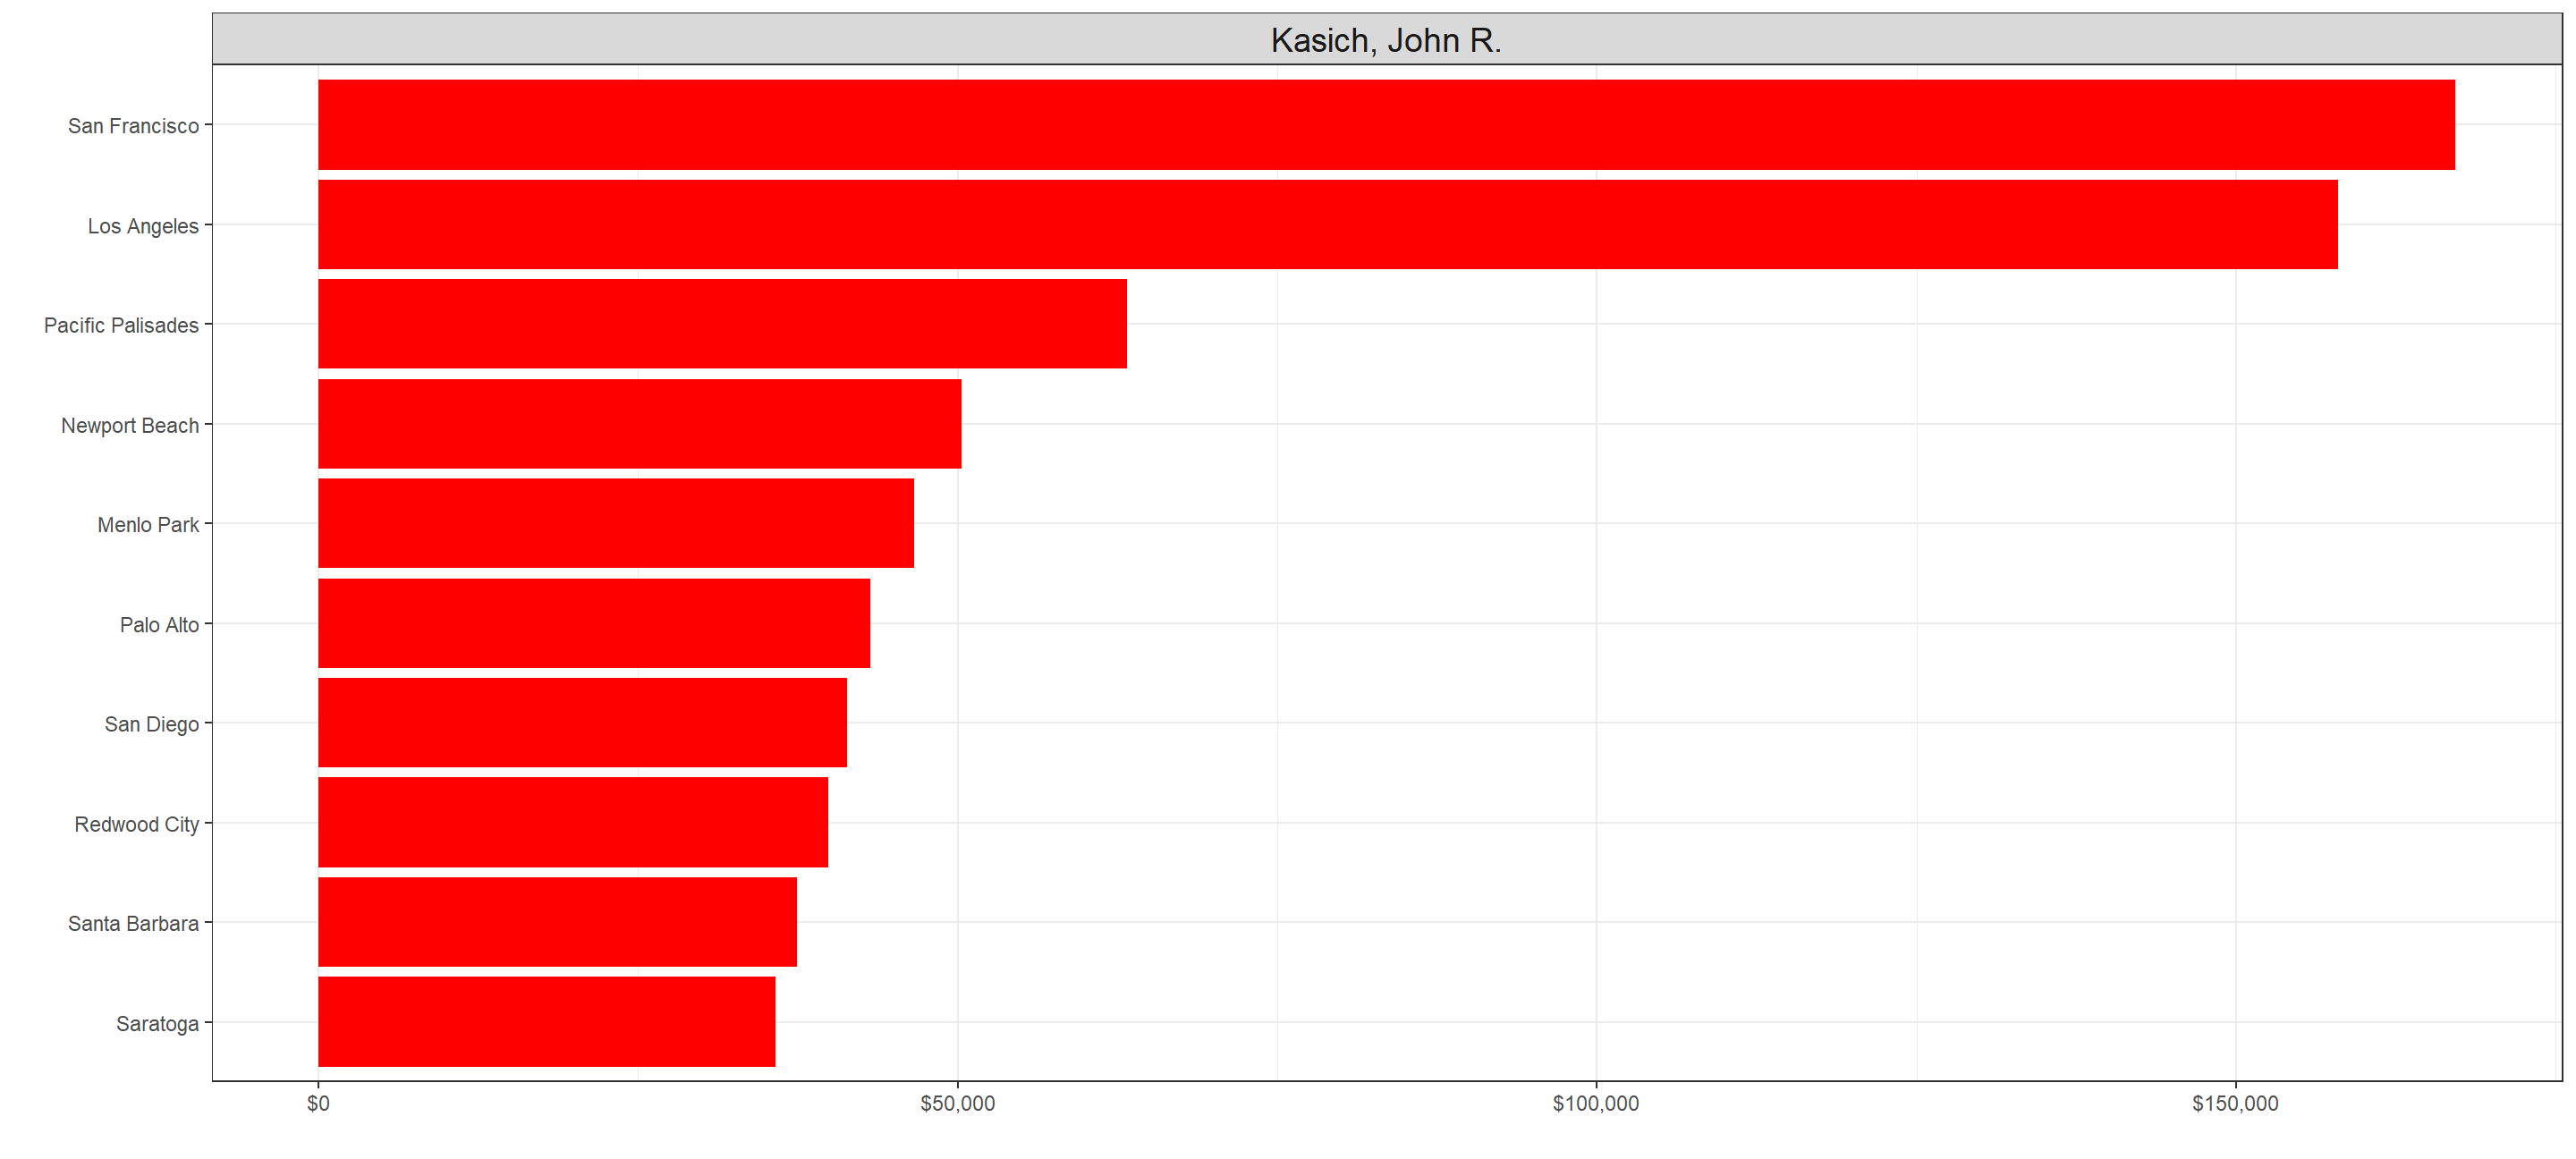 Kasich, John R.
San Francisco
Los Angeles
Pacific Palisades
Newport Beach
Menlo Park
Palo Alto
San Diego
Redwood City
Santa Barbara
Saratoga
$0 $50,000 $100,000 $150,000